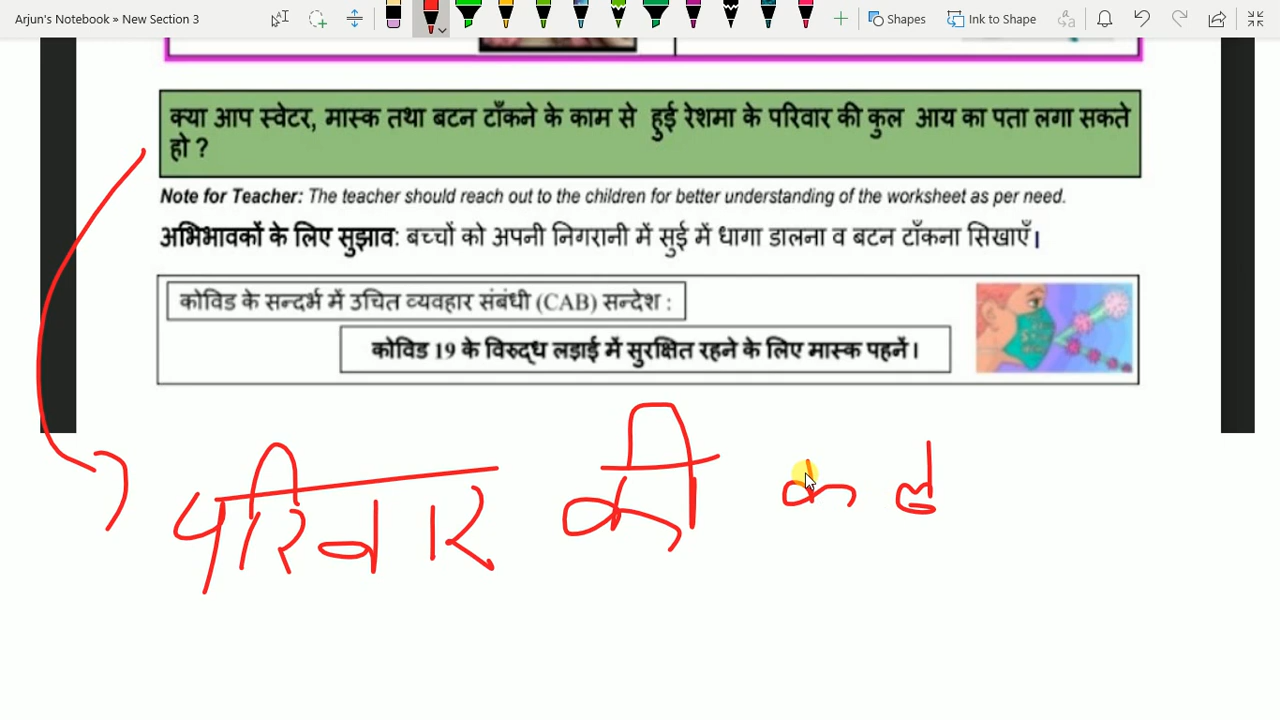 Arjun's Notebook » New Section 3
Shapes
Ink to Shape
क्या आप स्वेटर, मास्क तथा बटन टाँकने के काम से हुई रेशमा के परिवार की कुल आय का पता लगा सकते
हो ?
Note for Teacher: The teacher should reach out to the children for better understanding of the worksheet as per need.
अभिभावकों के लिए सुझाव: बच्चों को अपनी निगरानी में सुई में धागा डालना व बटन टाँकना सिखाएँ।
कोविड के सन्दर्भ में उचित व्यवहार संबंधी (CAB) सन्देश :
कोविड 19 के विरुद्ध लड़ाई में सुरक्षित रहने के लिए मास्क पहनें।
परिवार की कल